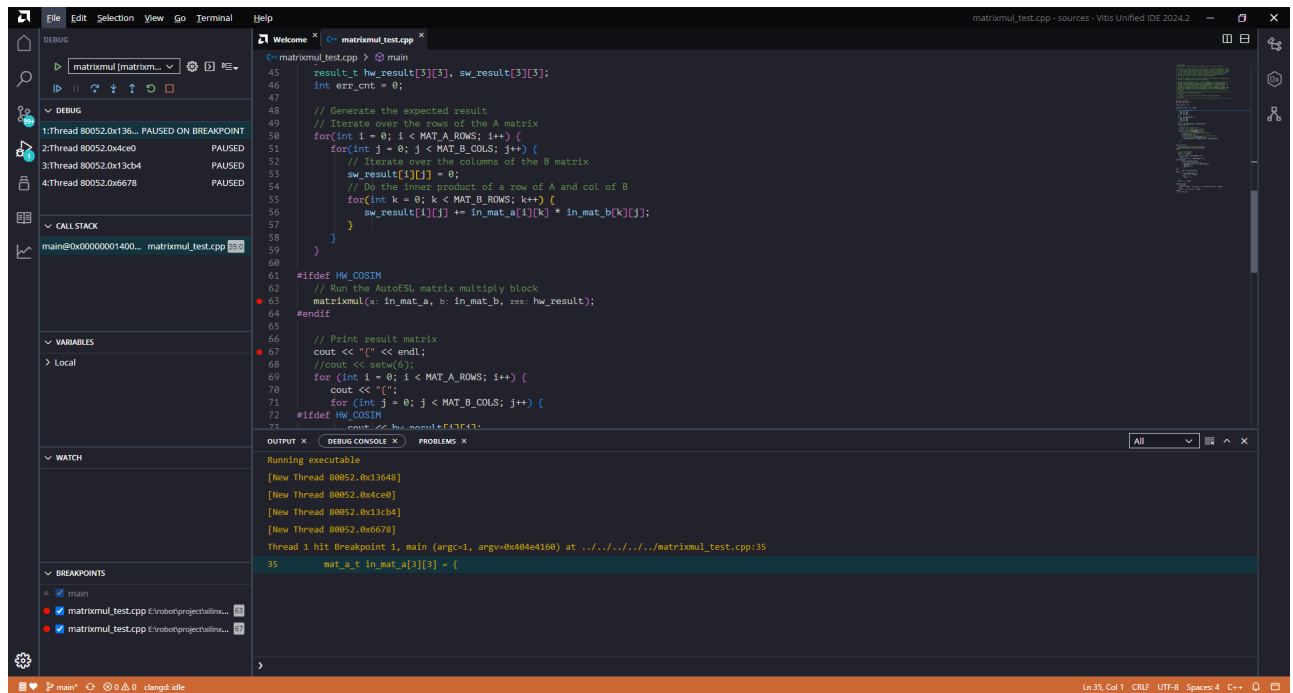 File Edit Selection View Go Terminal Help
matrixmul_test.cpp - sources - Vitis Unified IDE 2024.2
DEBUG
matrixmul [matrixm...
DEBUG
1:Thread 80052.0x136... PAUSED ON BREAKPOINT
2:Thread 80052.0x4ce0 PAUSED
3:Thread 80052.0x13cb4 PAUSED
4:Thread 80052.0x6678 PAUSED
CALL STACK
main@0x00000001400... matrixmul_test.cpp 35:0
VARIABLES
Local
WATCH
BREAKPOINTS
main
matrixmul_test.cpp E:\robot\project\xilinx... 63
matrixmul_test.cpp E:\robot\project\xilinx... 67
99+
1
Welcome matrixmul_test.cpp
matrixmul_test.cpp > main
45 result_t hw_result[3][3], sw_result[3][3];
46 int err_cnt = 0;
47
48 // Generate the expected result
49 // Iterate over the rows of the A matrix
50 for(int i = 0; i < MAT_A_ROWS; i++) {
51 for(int j = 0; j < MAT_B_COLS; j++) {
52 // Iterate over the columns of the B matrix
53 sw_result[i][j] = 0;
54 // Do the inner product of a row of A and col of B
55 for(int k = 0; k < MAT_B_ROWS; k++) {
56 sw_result[i][j] += in_mat_a[i][k] * in_mat_b[k][j];
57 }
58 }
59 }
60
61 #ifdef HW_COSIM
62 // Run the AutoESL matrix multiply block
63 matrixmul(a: in_mat_a, b: in_mat_b, res: hw_result);
64 #endif
65
66 // Print result matrix
67 cout << "{" << endl;
68 //cout << setw(6);
69 for (int i = 0; i < MAT_A_ROWS; i++) {
70 cout << "{";
71 for (int j = 0; j < MAT_B_COLS; j++) {
72 #ifdef HW_COSIM
73 cout << hw_result[i][j];
OUTPUT DEBUG CONSOLE PROBLEMS
All
Running executable
[New Thread 80052.0x13648]
[New Thread 80052.0x4ce0]
[New Thread 80052.0x13cb4]
[New Thread 80052.0x6678]
Thread 1 hit Breakpoint 1, main (argc=1, argv=0x404e4160) at ../../../../../matrixmul_test.cpp:35
35 mat_a_t in_mat_a[3][3] = {
main* 0 0 clangd: idle
Ln 35, Col 1 CRLF UTF-8 Spaces: 4 C++